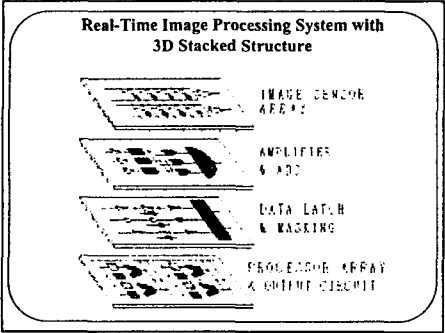 Real-Time Image Processing System with
3D Stacked Structure
IMAGE SENSOR
ARRAY
AMPLIFIER
& ADC
DATA LATCH
& MASKING
PROCESSOR ARRAY
& OUTPUT CIRCUIT